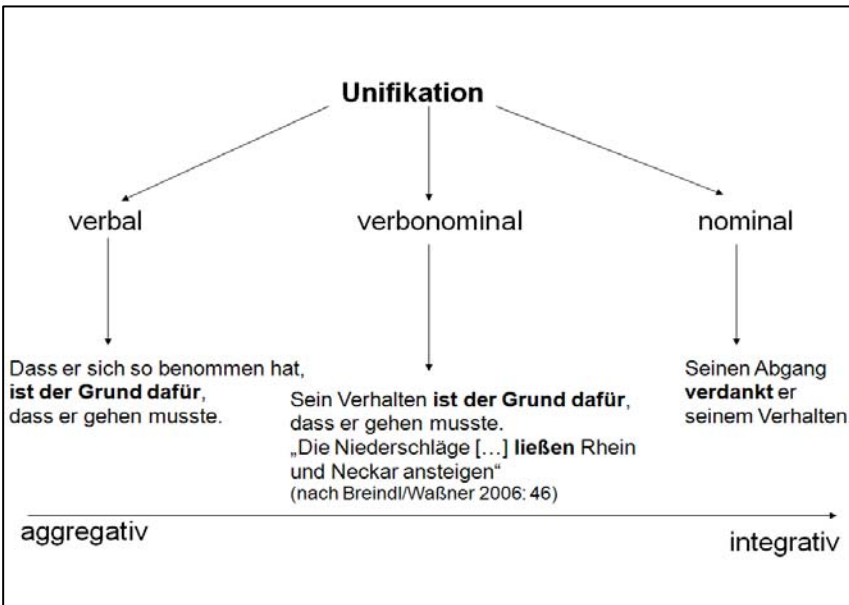 Unifikation
verbal
verbonominal
nominal
Dass er sich so benommen hat,
ist der Grund dafür,
dass er gehen musste.
Sein Verhalten ist der Grund dafür,
dass er gehen musste.
„Die Niederschläge […] ließen Rhein
und Neckar ansteigen“
(nach Breindl/Waßner 2006: 46)
Seinen Abgang
verdankt er
seinem Verhalten.
aggregativ
integrativ